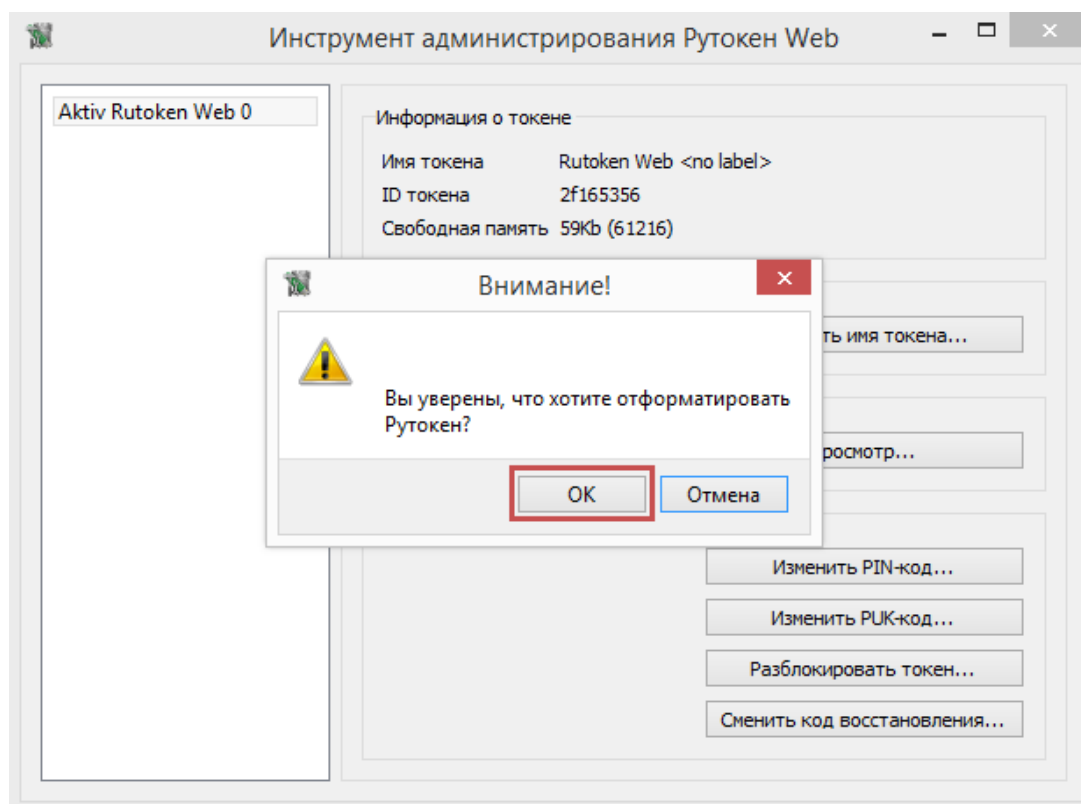 Инструмент администрирования Рутокен Web
Aktiv Rutoken Web 0
Информация о токене
Имя токена Rutoken Web <no label>
ID токена 2f165356
Свободная память 59Kb (61216)
Внимание!
имя токена...
Вы уверены, что хотите отформатировать
Рутокен?
OK Отмена
Изменить PIN-код...
Изменить PUK-код...
Разблокировать токен...
Сменить код восстановления...